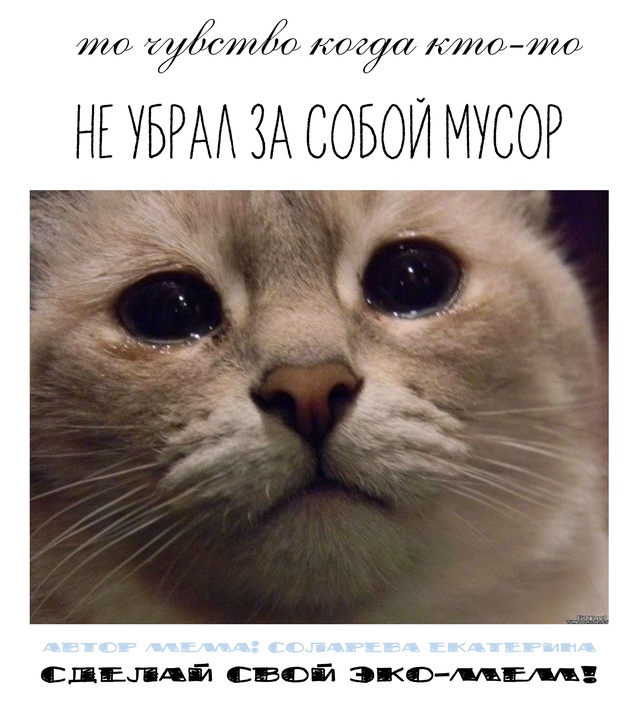 то чувство когда кто-то
НЕ УБРАЛ ЗА СОБОЙ МУСОР
АВТОР МЕМА: СОЛАРЕВА ЕКАТЕРИНА
СДЕЛАЙ СВОЙ ЭКО-МЕМ!